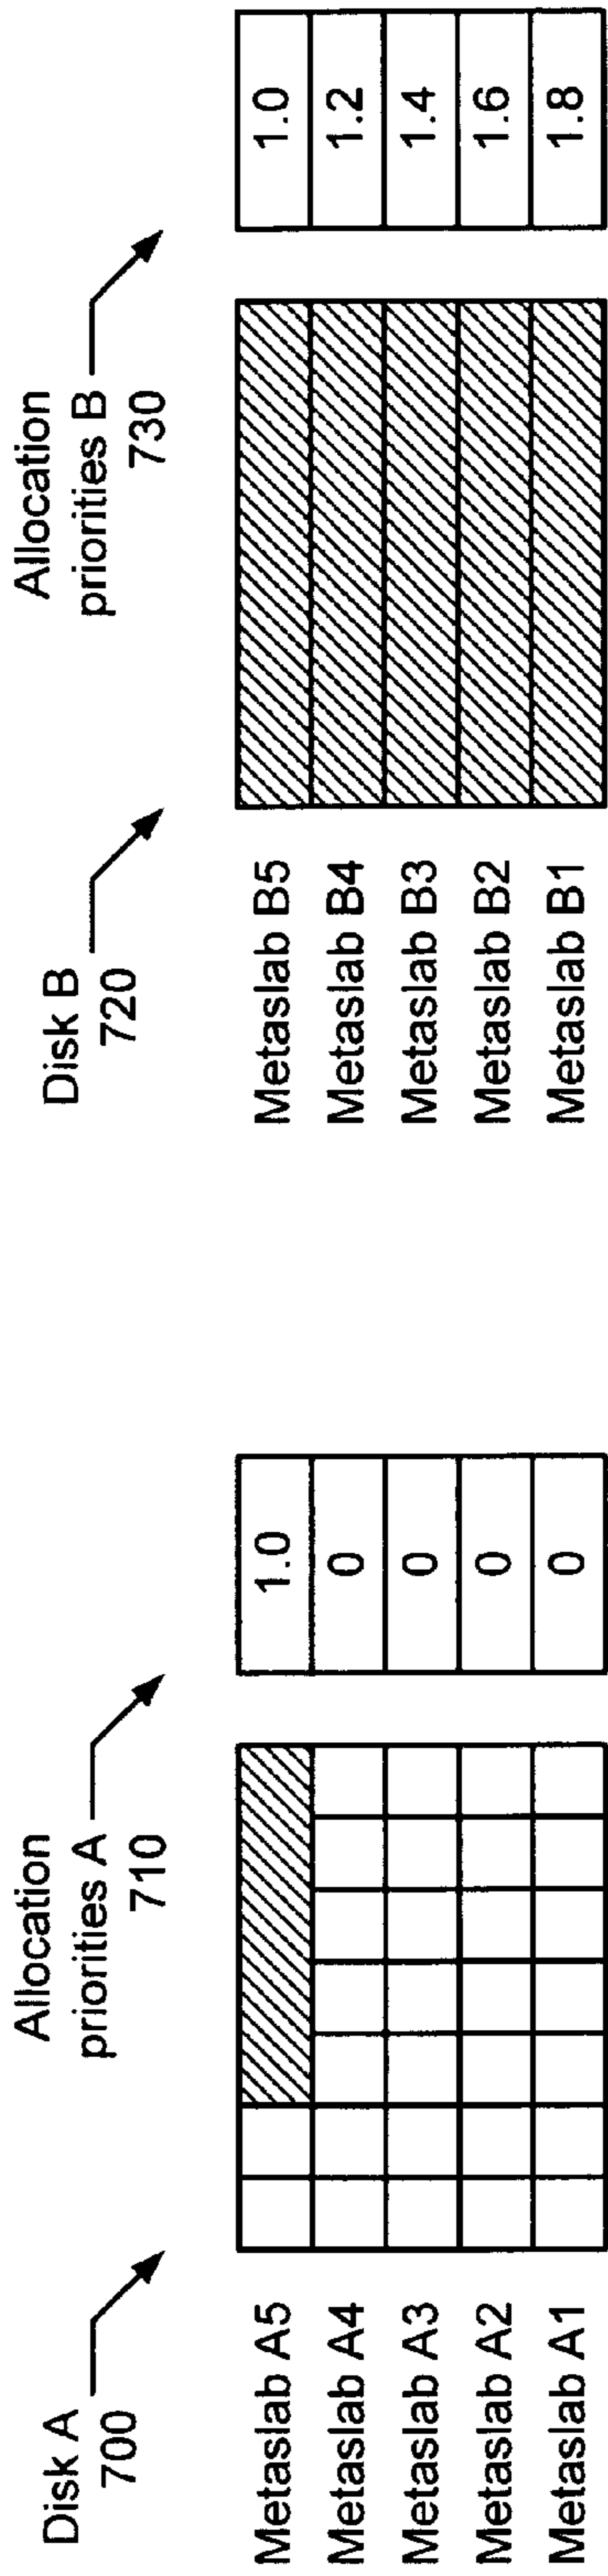 Disk A
700
Allocation
priorities A
710
Metaslab A5
1.0
Metaslab A4
0
Metaslab A3
0
Metaslab A2
0
Metaslab A1
0
Disk B
720
Allocation
priorities B
730
Metaslab B5
1.0
Metaslab B4
1.2
Metaslab B3
1.4
Metaslab B2
1.6
Metaslab B1
1.8